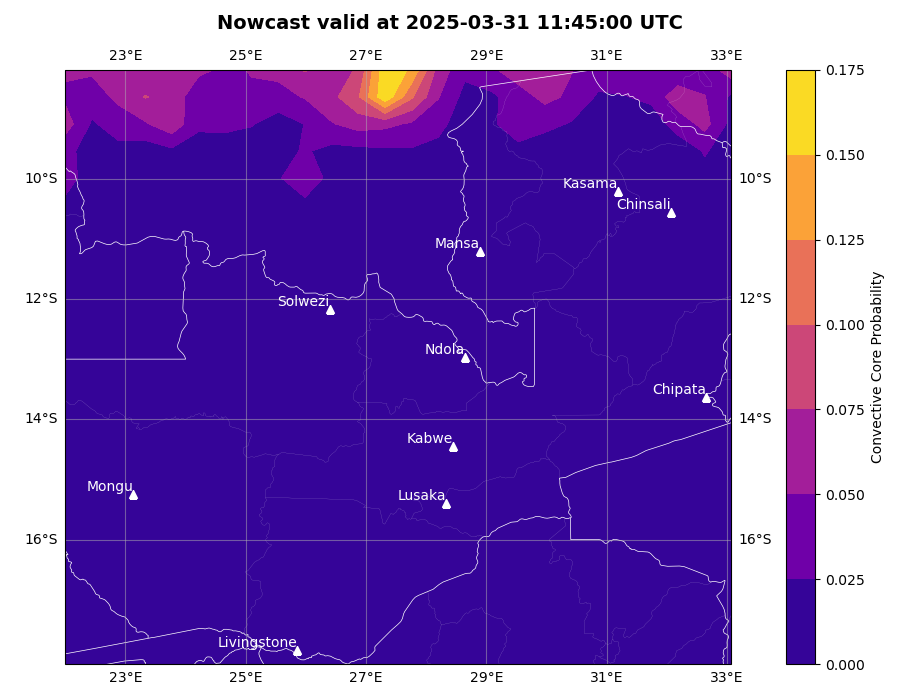 Nowcast valid at 2025-03-31 11:45:00 UTC
23°E 25°E 27°E 29°E 31°E 33°E
0.175
0.150
10°S 10°S
Kasama
Chinsali
0.125
Mansa
12°S 12°S
Solwezi
0.100
Ndola
Chipata
0.075
14°S 14°S
Kabwe
Mongu
Lusaka
0.050
16°S 16°S
0.025
Livingstone
0.000
23°E 25°E 27°E 29°E 31°E 33°E
Convective Core Probability